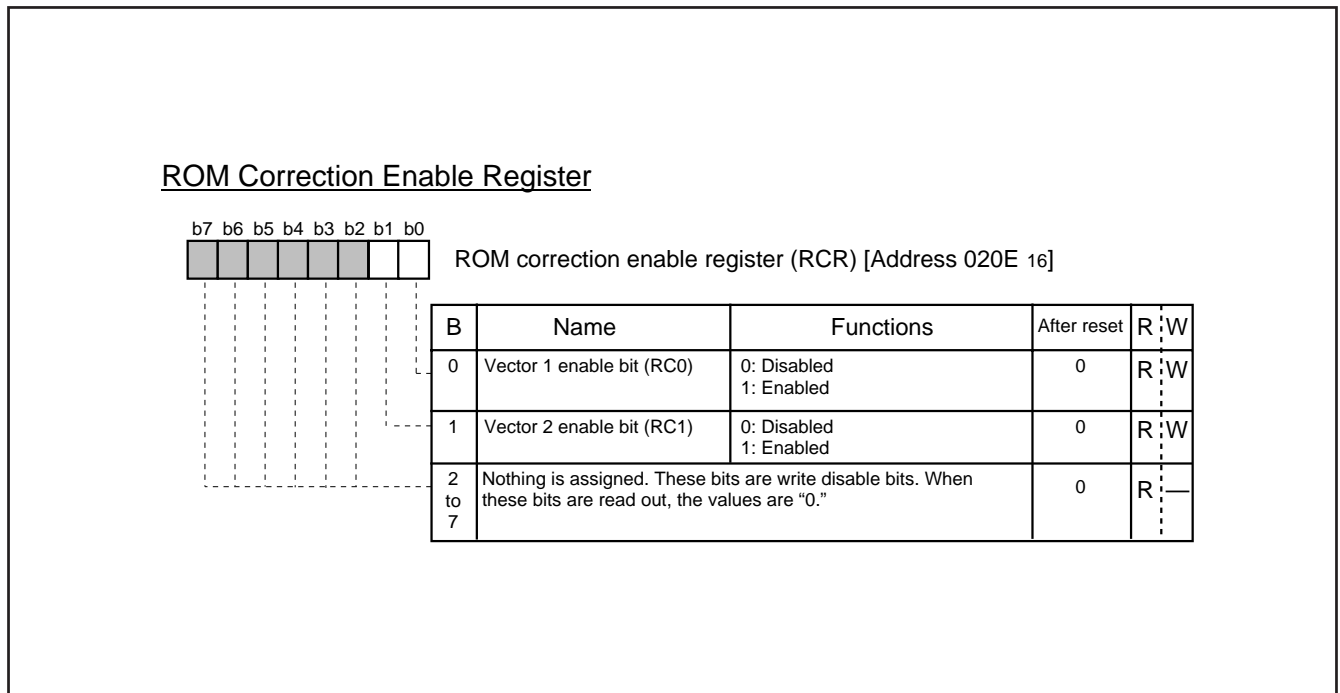 ROM Correction Enable Register
b7 b6 b5 b4 b3 b2 b1 b0
ROM correction enable register (RCR) [Address 020E 16]
B Name Functions After reset R W
0 Vector 1 enable bit (RC0) 0: Disabled 0 R W
1: Enabled
1 Vector 2 enable bit (RC1) 0: Disabled 0 R W
1: Enabled
2 Nothing is assigned. These bits are write disable bits. When 0 R —
to these bits are read out, the values are “0.”
7